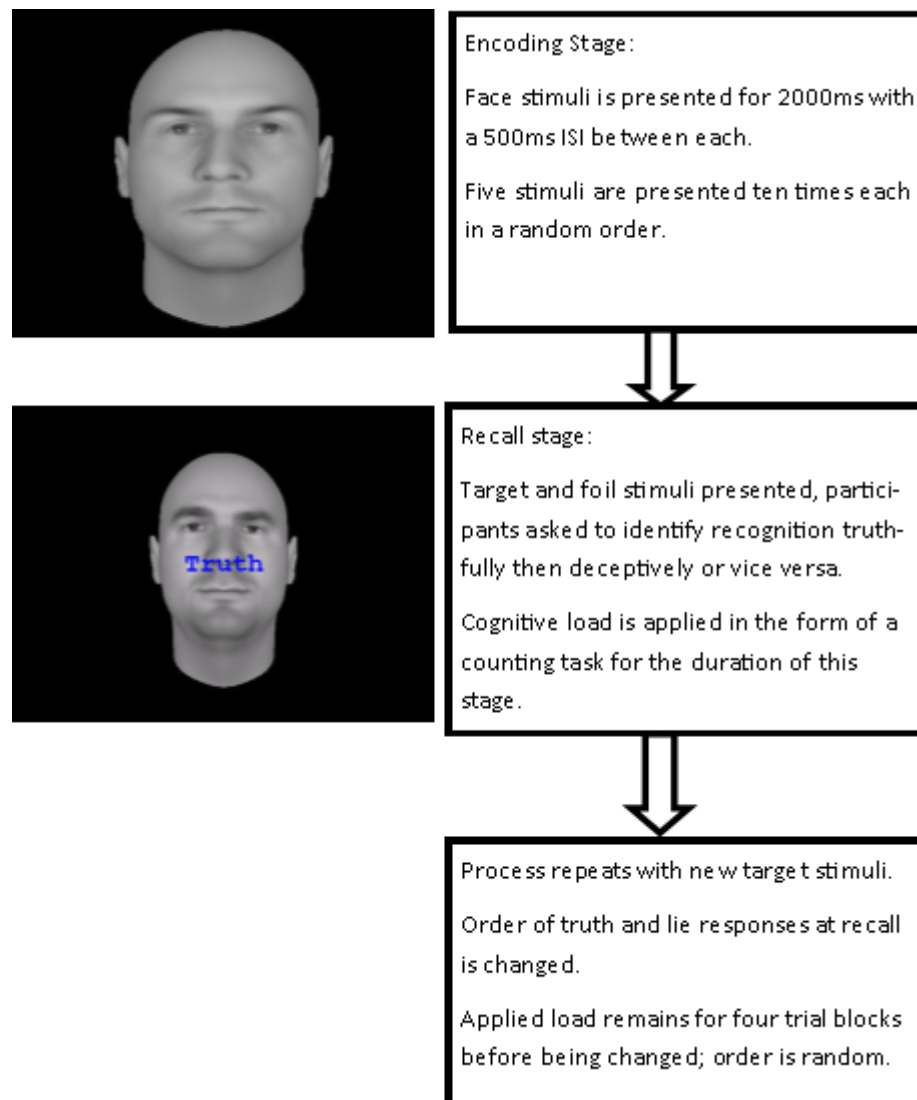 Encoding Stage:
Face stimuli is presented for 2000ms with
a 500ms ISI between each.
Five stimuli are presented ten times each
in a random order.
Truth
Recall stage:
Target and foil stimuli presented, partici-
pants asked to identify recognition truth-
fully then deceptively or vice versa.
Cognitive load is applied in the form of a
counting task for the duration of this
stage.
Process repeats with new target stimuli.
Order of truth and lie responses at recall
is changed.
Applied load remains for four trial blocks
before being changed; order is random.